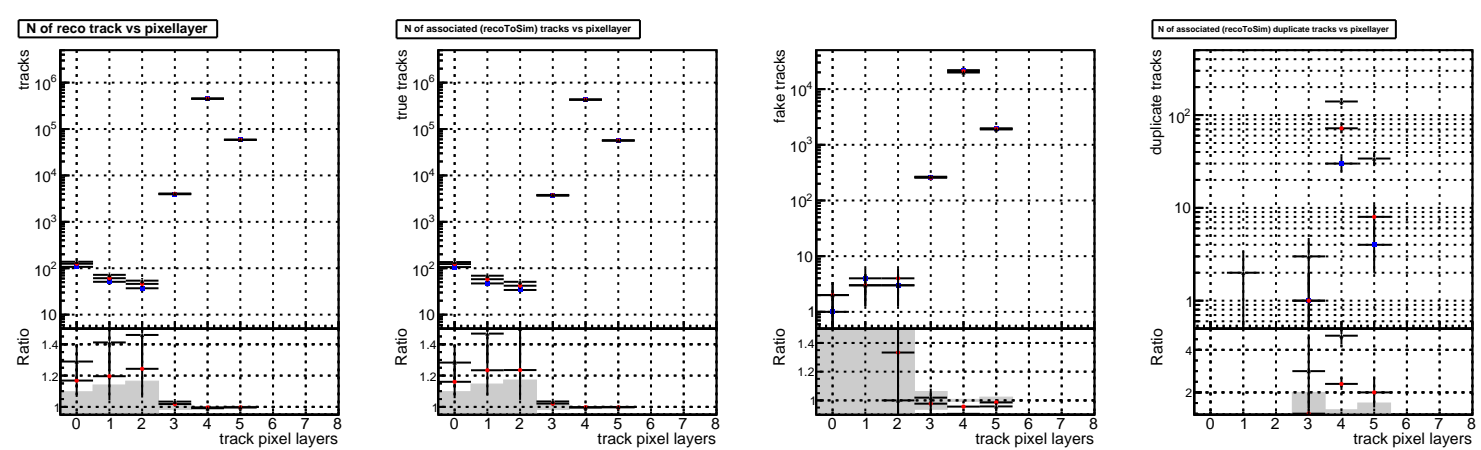 N of reco track vs pixellayer
tracks
10^6
10^5
10^4
10^3
10^2
10
Ratio
1.4
1.2
1
0 1 2 3 4 5 6 7 8
track pixel layers
N of associated (recoToSim) tracks vs pixellayer
true tracks
10^6
10^5
10^4
10^3
10^2
10
Ratio
1.4
1.2
1
0 1 2 3 4 5 6 7 8
track pixel layers
fake tracks
10^4
10^3
10^2
10
1
Ratio
1.4
1.2
1
0 1 2 3 4 5 6 7 8
track pixel layers
N of associated (recoToSim) duplicate tracks vs pixellayer
duplicate tracks
10^2
10
1
Ratio
4
2
0 1 2 3 4 5 6 7 8
track pixel layers